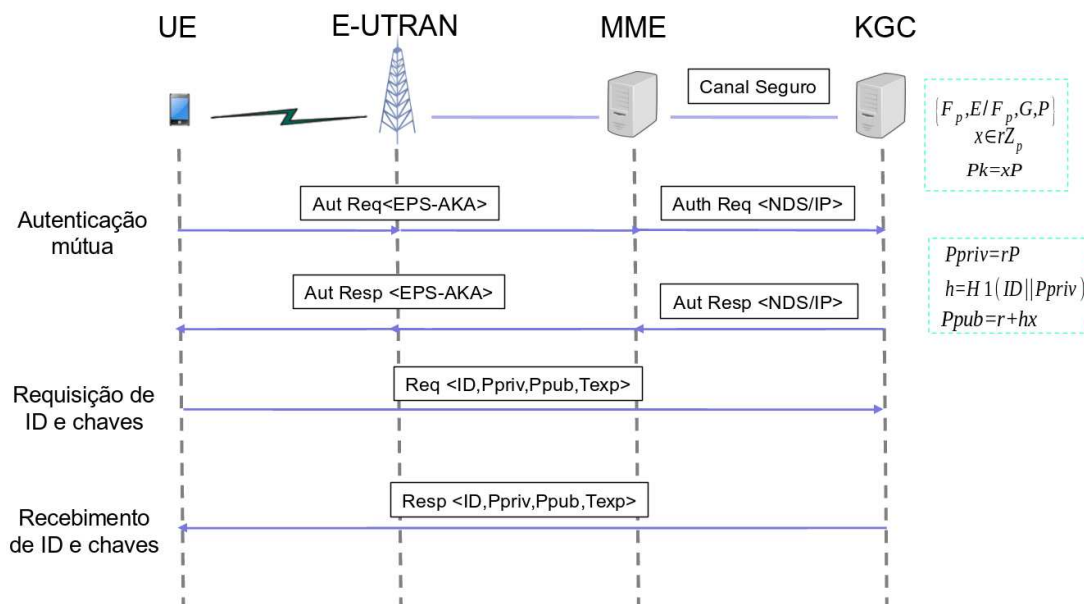 UE
E-UTRAN
MME
KGC
Canal Seguro
{F_p,E/F_p,G,P}
x∈rZ_p
Pk=xP
Autenticação
mútua
Aut Req<EPS-AKA>
Auth Req <NDS/IP>
Ppriv=rP
h=H1(ID||Ppriv)
Ppub=r+hx
Aut Resp <EPS-AKA>
Aut Resp <NDS/IP>
Requisição de
ID e chaves
Req <ID,Ppriv,Ppub,Texp>
Recebimento
de ID e chaves
Resp <ID,Ppriv,Ppub,Texp>